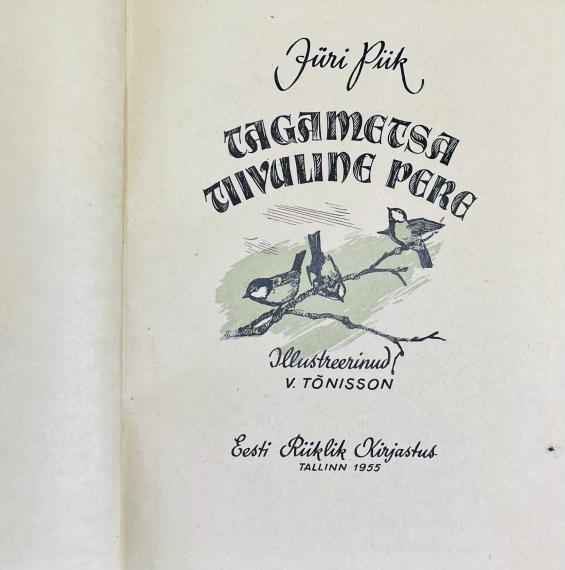 Jüri Piik
TAGAMETSA
TIIVULINE PERE
Illustreerinud
V. TÕNISSON
Eesti Riiklik Kirjastus
TALLINN 1955